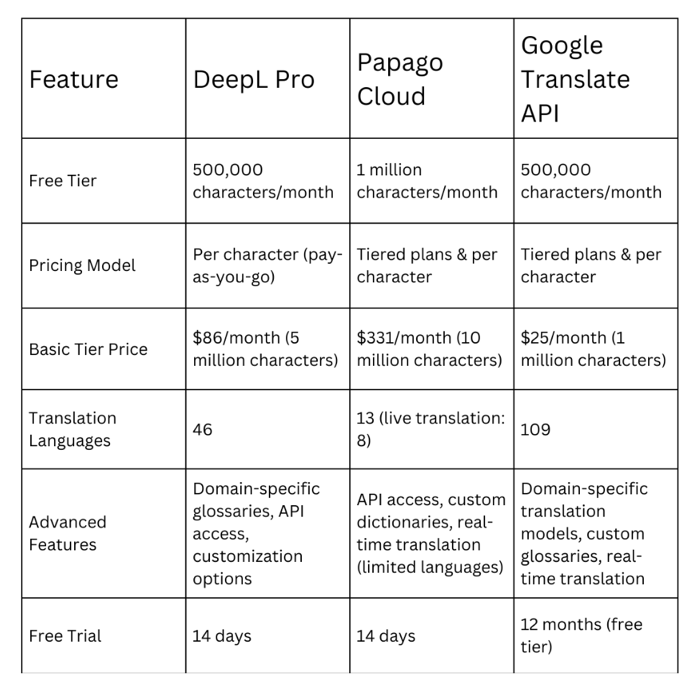 Feature
DeepL Pro
Papago
Cloud
Google
Translate
API
Free Tier
500,000
characters/month
1 million
characters/month
500,000
characters/month
Pricing Model
Per character (pay-
as-you-go)
Tiered plans & per
character
Tiered plans & per
character
Basic Tier Price
$86/month (5
million characters)
$331/month (10
million characters)
$25/month (1
million characters)
Translation
Languages
46
13 (live translation:
8)
109
Advanced
Features
Domain-specific
glossaries, API
access,
customization
options
API access, custom
dictionaries, real-
time translation
(limited languages)
Domain-specific
translation
models, custom
glossaries, real-
time translation
Free Trial
14 days
14 days
12 months (free
tier)